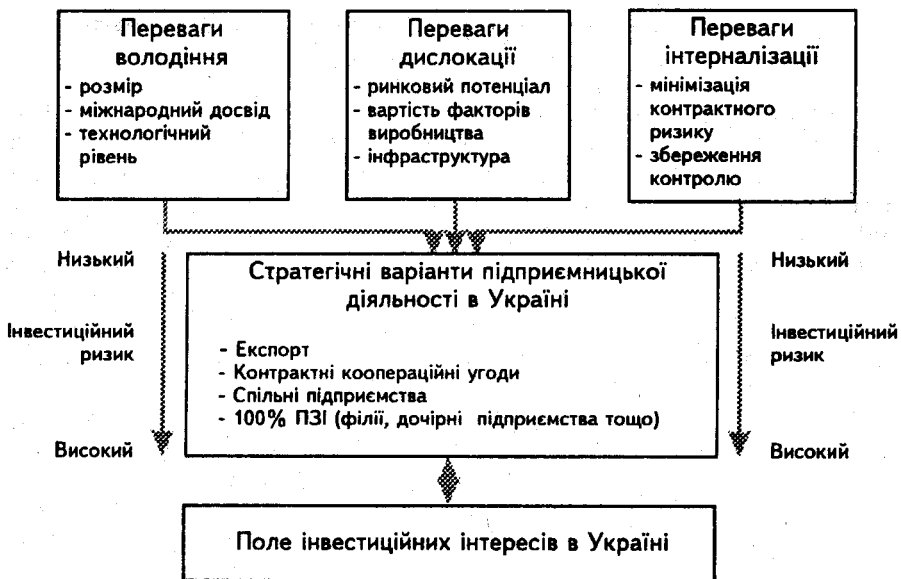 Переваги
володіння
- розмір
- міжнародний досвід
- технологічний
рівень
Переваги
дислокації
- ринковий потенціал
- вартість факторів
виробництва
- інфраструктура
Переваги
інтерналізації
- мінімізація
контрактного
ризику
- збереження
контролю
Низький
Інвестиційний
ризик
Високий
Стратегічні варіанти підприємницької
діяльності в Україні
- Експорт
- Контрактні коопераційні угоди
- Спільні підприємства
- 100% ПЗІ (філії, дочірні підприємства тощо)
Низький
Інвестиційний
ризик
Високий
Поле інвестиційних інтересів в Україні